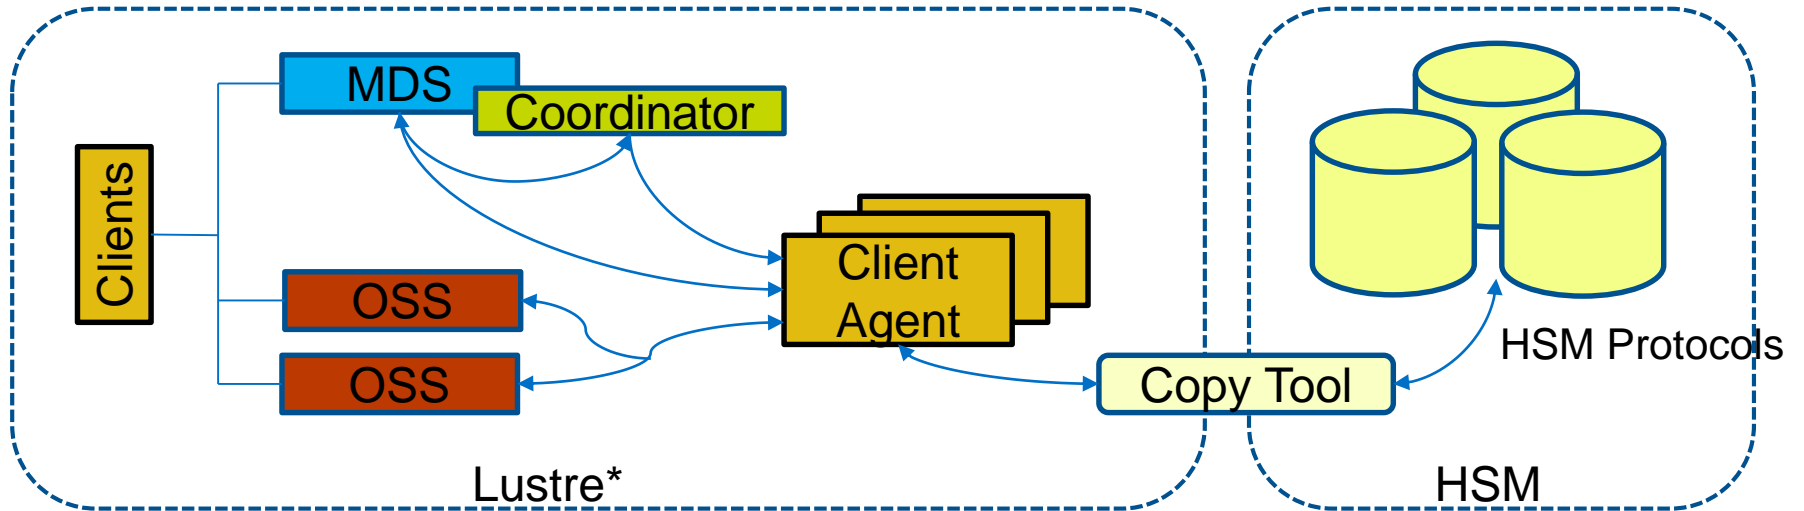 MDS
Coordinator
Clients
Client
Agent
OSS
OSS
HSM Protocols
Copy Tool
Lustre*
HSM